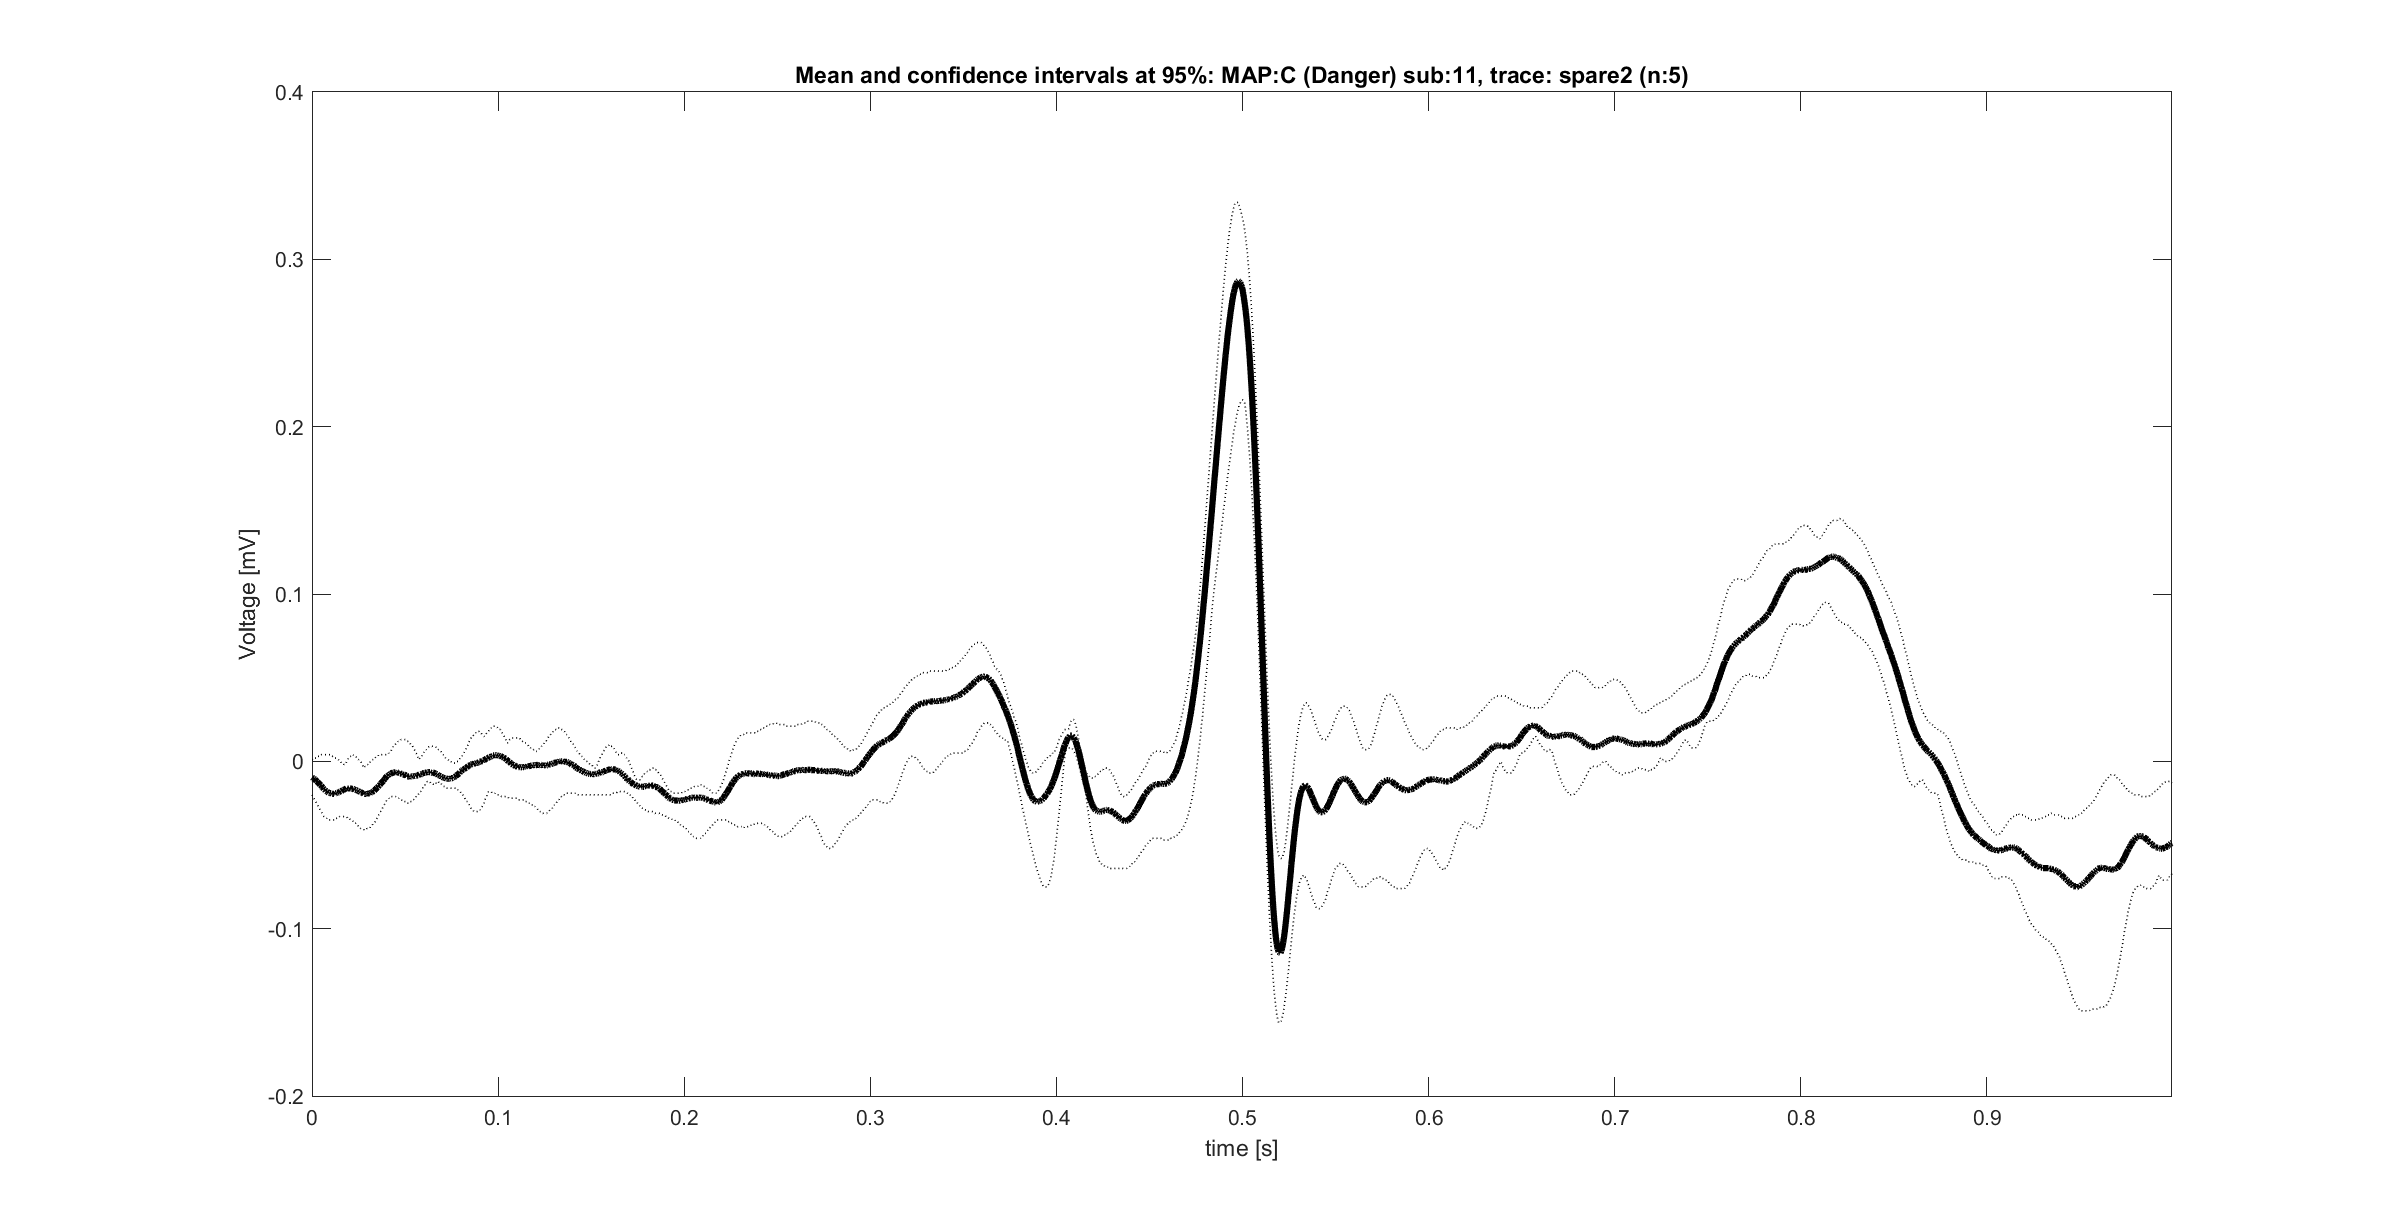 Mean and confidence intervals at 95%: MAP:C (Danger) sub:11, trace: spare2 (n:5)
0.4
0.3
0.2
0.1
0
-0.1
-0.2
Voltage [mV]
0 0.1 0.2 0.3 0.4 0.5 0.6 0.7 0.8 0.9
time [s]